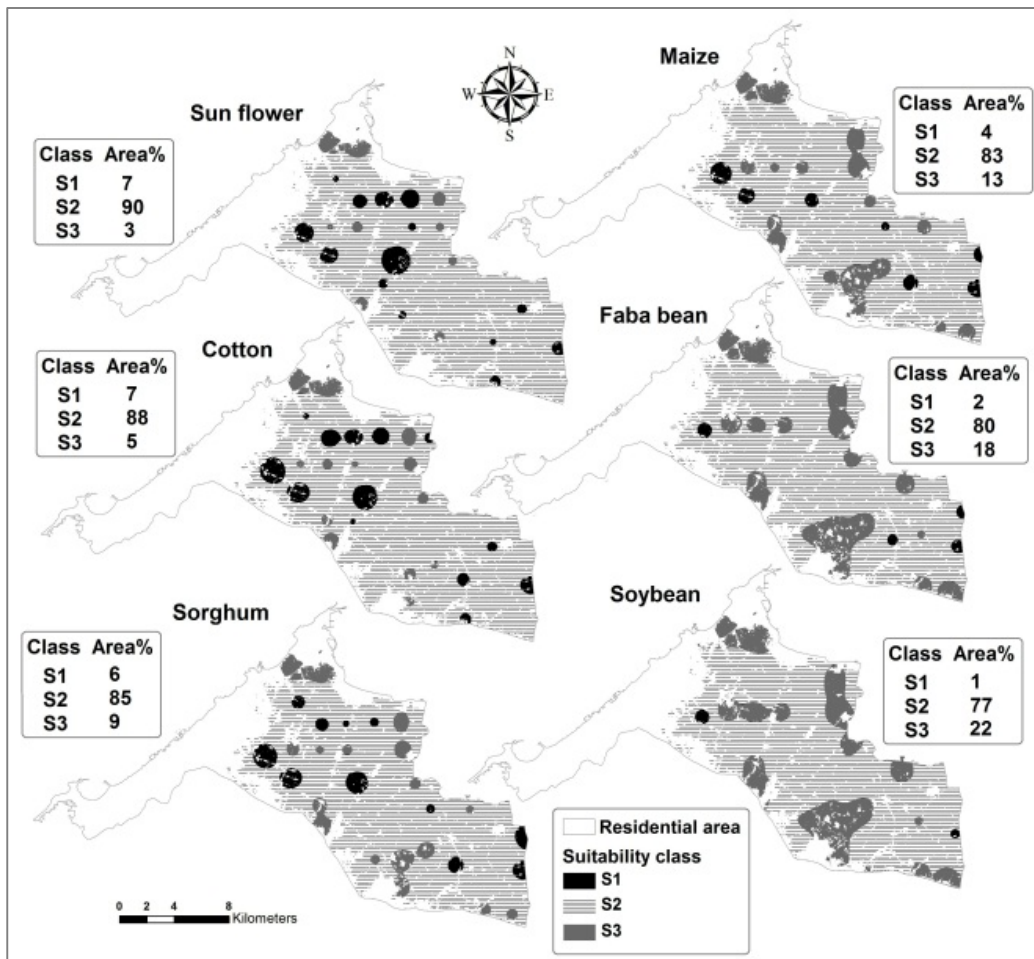 N
W E
S
Sun flower
Class Area%
S1 7
S2 90
S3 3
Maize
Class Area%
S1 4
S2 83
S3 13
Cotton
Class Area%
S1 7
S2 88
S3 5
Faba bean
Class Area%
S1 2
S2 80
S3 18
Sorghum
Class Area%
S1 6
S2 85
S3 9
Soybean
Class Area%
S1 1
S2 77
S3 22
Residential area
Suitability class
S1
S2
S3
0 2 4 8
Kilometers